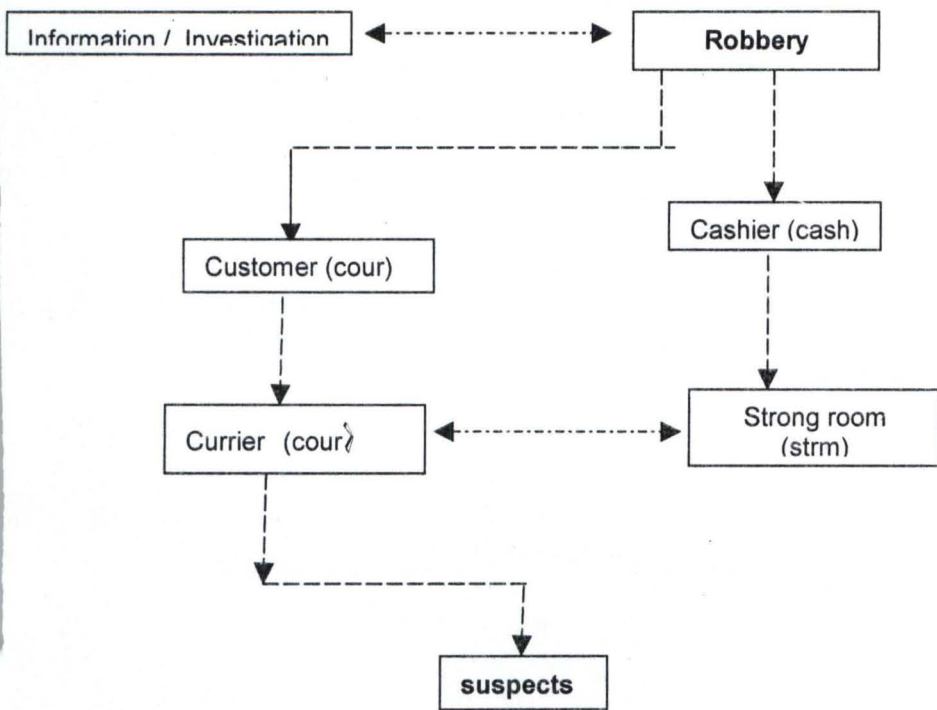 Information / Investigation
Robbery
Cashier (cash)
Customer (cour)
Currier (cour)
Strong room
(strm)
suspects